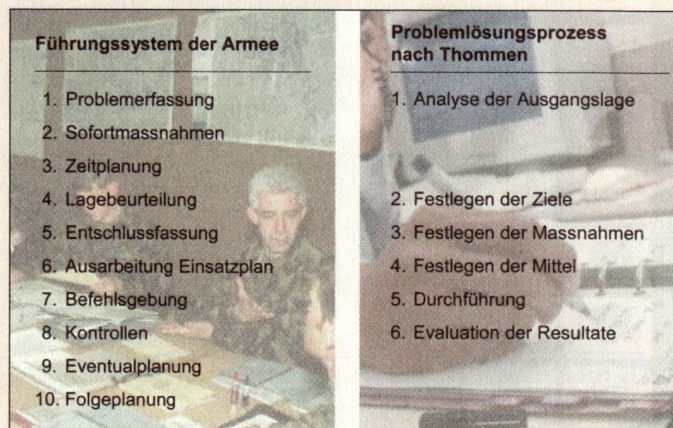 Führungssystem der Armee
1. Problemerfassung
2. Sofortmassnahmen
3. Zeitplanung
4. Lagebeurteilung
5. Entschlussfassung
6. Ausarbeitung Einsatzplan
7. Befehlsgebung
8. Kontrollen
9. Eventualplanung
10. Folgeplanung
Problemlösungsprozess
nach Thommen
1. Analyse der Ausgangslage
2. Festlegen der Ziele
3. Festlegen der Massnahmen
4. Festlegen der Mittel
5. Durchführung
6. Evaluation der Resultate